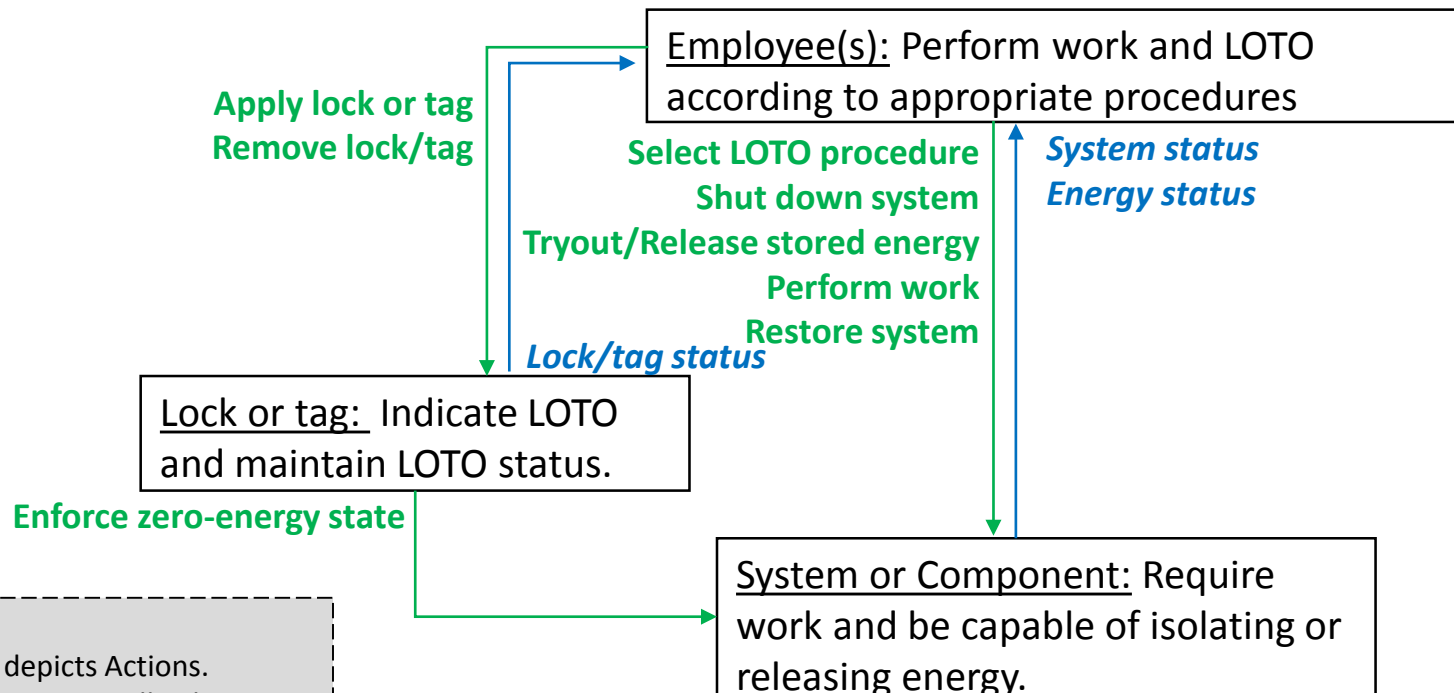 Employee(s): Perform work and LOTO
according to appropriate procedures
Apply lock or tag
Remove lock/tag
Select LOTO procedure
Shut down system
Tryout/Release stored energy
Perform work
Restore system
System status
Energy status
Lock/tag status
Lock or tag: Indicate LOTO
and maintain LOTO status.
Enforce zero-energy state
System or Component: Require
work and be capable of isolating or
releasing energy.
depicts Actions.